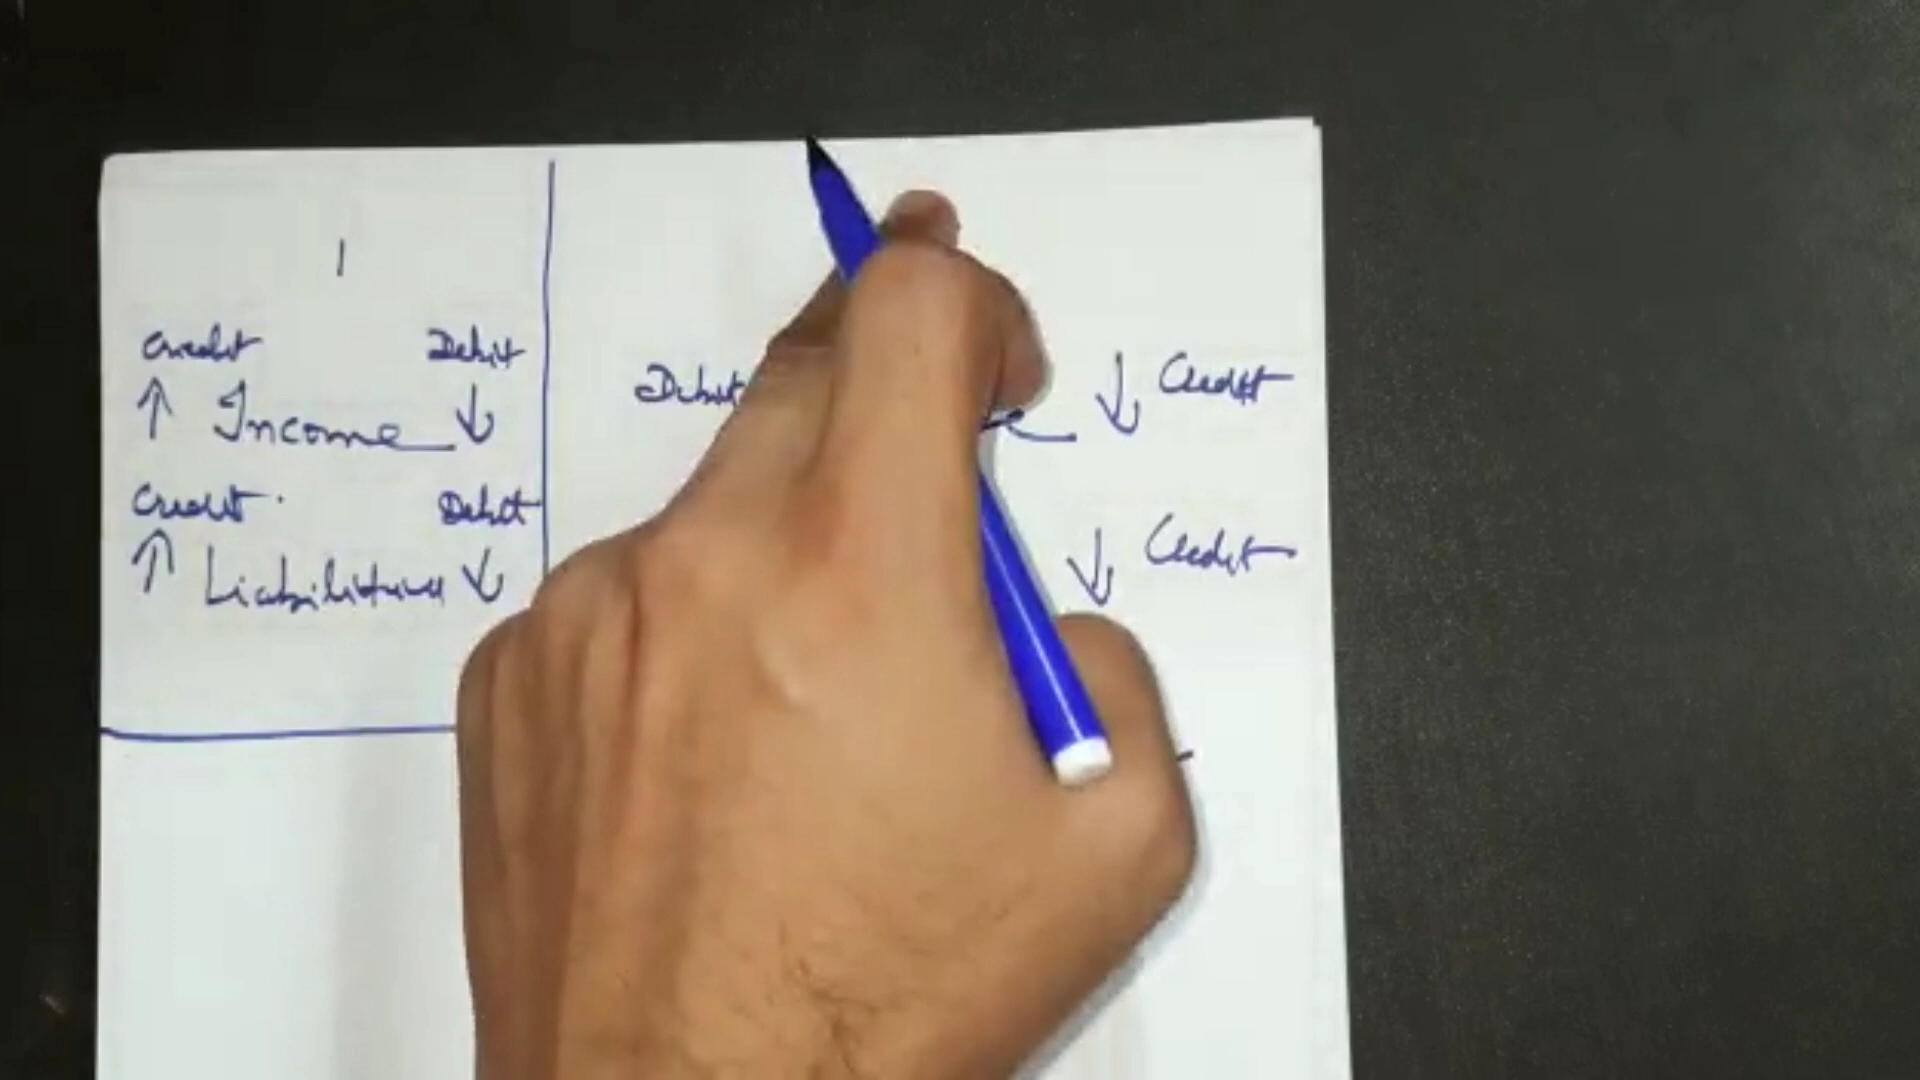 1
Credit Debit
↑ Income ↓
Credit Debit
↑ Liabilities ↓
Debit ↓ Credit
↓ Credit